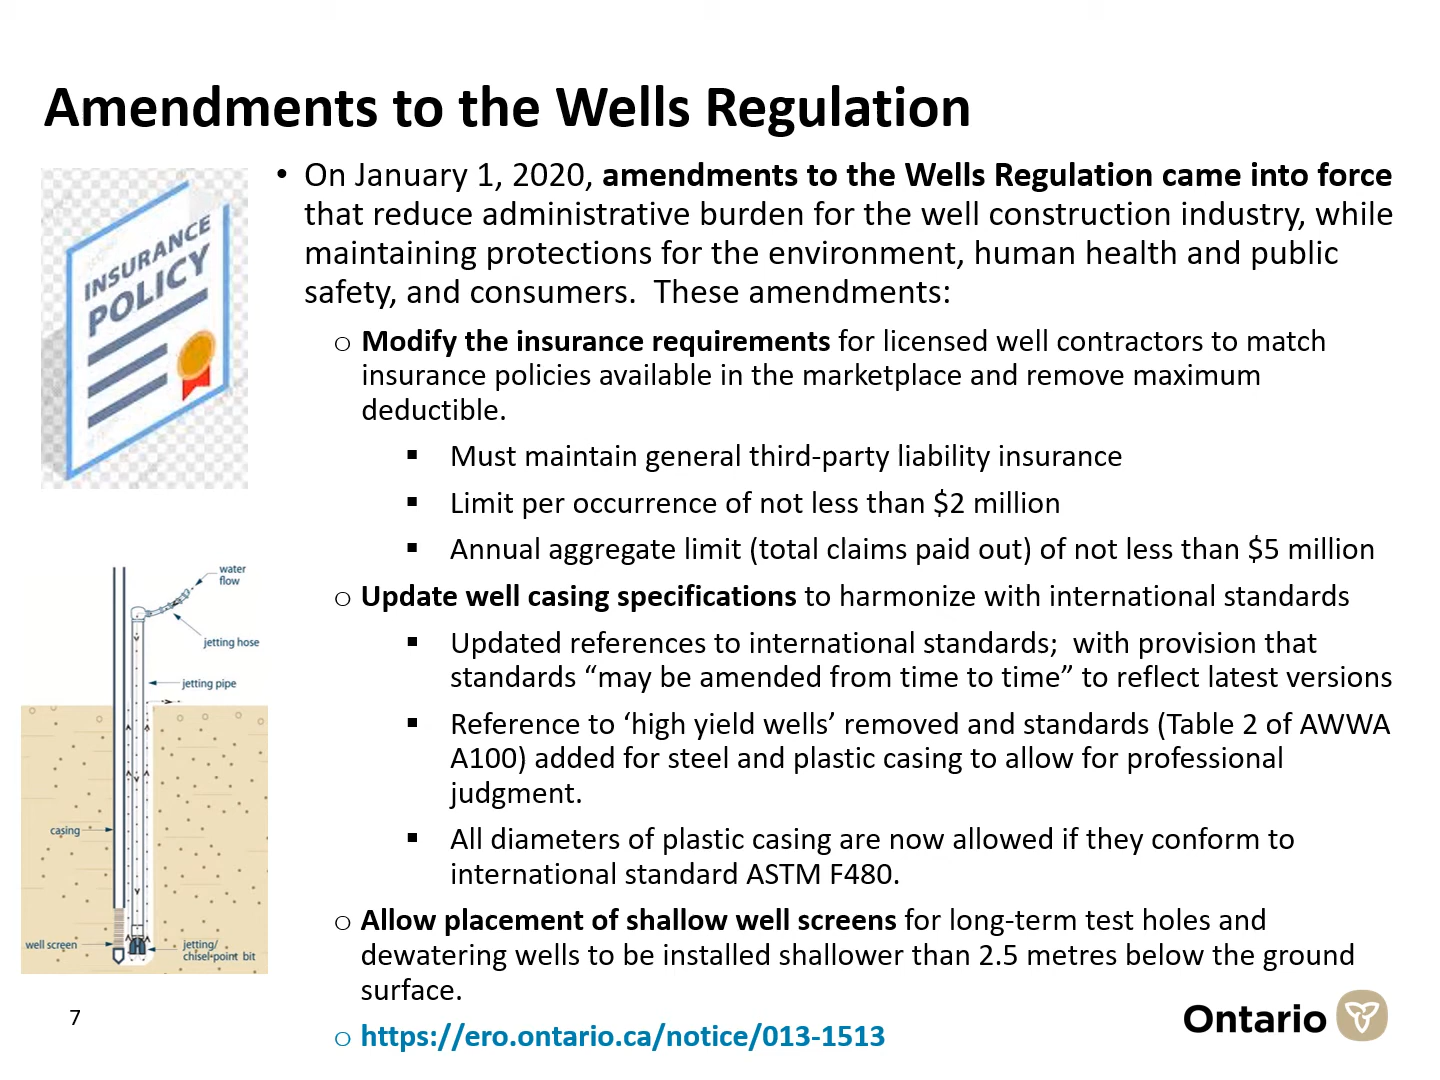 Amendments to the Wells Regulation
INSURANCE
POLICY
• On January 1, 2020, amendments to the Wells Regulation came into force
that reduce administrative burden for the well construction industry, while
maintaining protections for the environment, human health and public
safety, and consumers.  These amendments:
o Modify the insurance requirements for licensed well contractors to match
insurance policies available in the marketplace and remove maximum
deductible.
▪ Must maintain general third-party liability insurance
▪ Limit per occurrence of not less than $2 million
▪ Annual aggregate limit (total claims paid out) of not less than $5 million
o Update well casing specifications to harmonize with international standards
▪ Updated references to international standards;  with provision that
standards “may be amended from time to time” to reflect latest versions
▪ Reference to ‘high yield wells’ removed and standards (Table 2 of AWWA
A100) added for steel and plastic casing to allow for professional
judgment.
▪ All diameters of plastic casing are now allowed if they conform to
international standard ASTM F480.
o Allow placement of shallow well screens for long-term test holes and
dewatering wells to be installed shallower than 2.5 metres below the ground
surface.
o https://ero.ontario.ca/notice/013-1513
water
flow
jetting hose
jetting pipe
casing
well screen
jetting/
chisel-point bit
7
Ontario